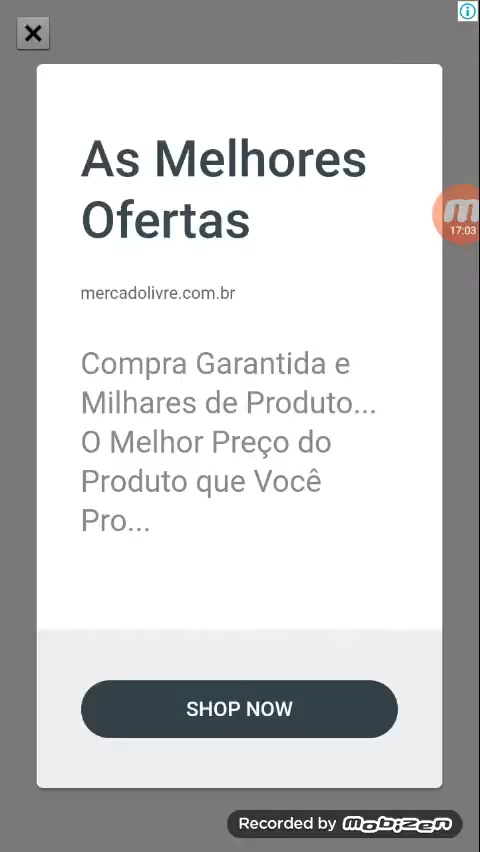 As Melhores
Ofertas
mercadolivre.com.br
Compra Garantida e
Milhares de Produto...
O Melhor Preço do
Produto que Você
Pro...
SHOP NOW
17:03
Recorded by Mobizen